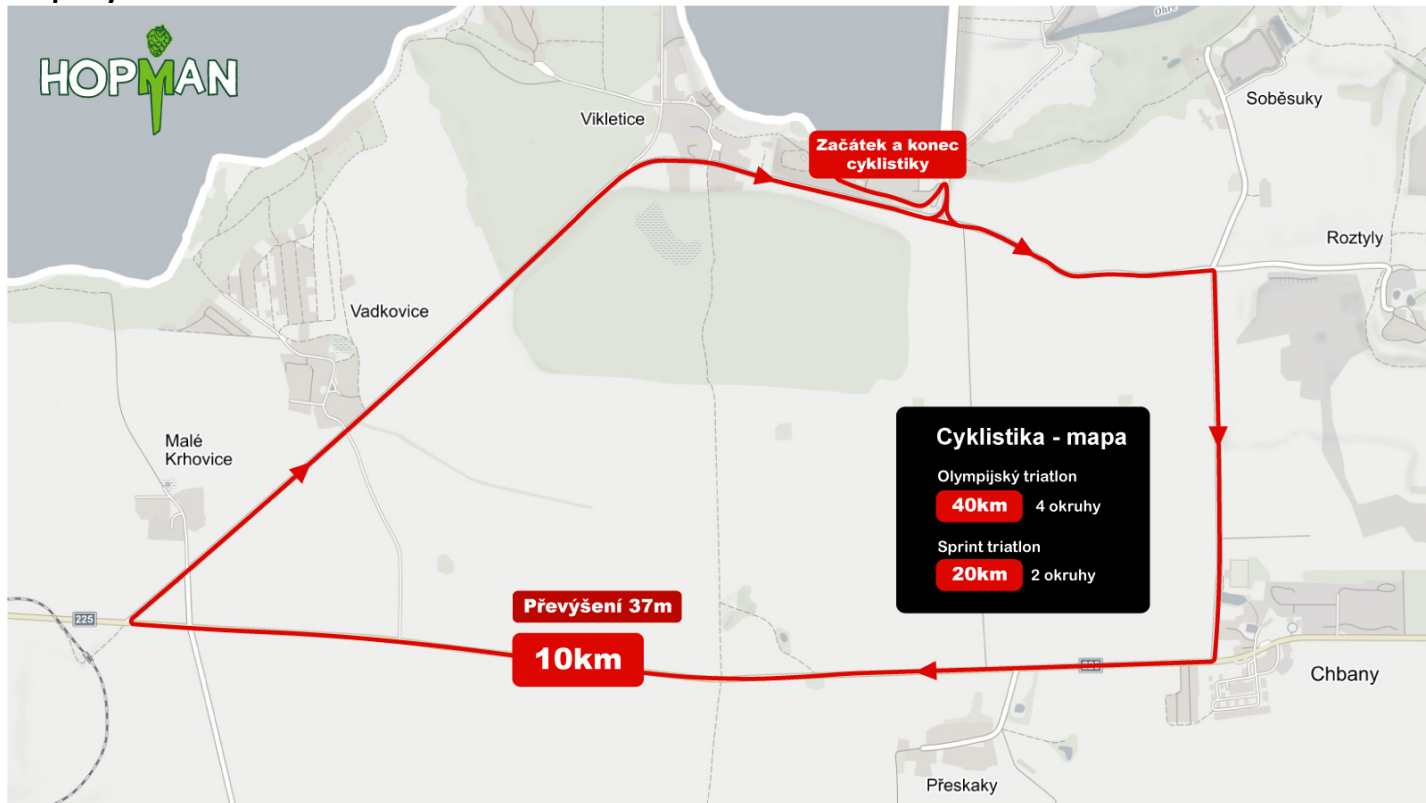 HOPMAN
Ohře
Soběsuky
Vikletice
Začátek a konec
cyklistiky
Roztyly
Vadkovice
Malé
Krhovice
Cyklistika - mapa
Olympijský triatlon
40km 4 okruhy
Sprint triatlon
20km 2 okruhy
Převýšení 37m
225
10km
Chbany
Přeskaky